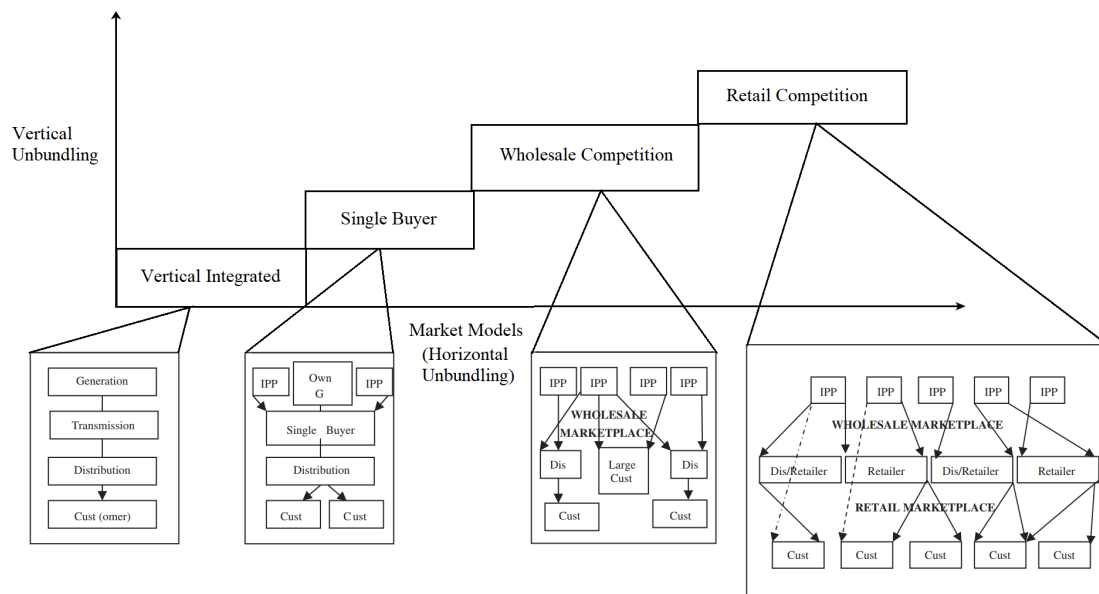 Retail Competition
Vertical
Unbundling
Wholesale Competition
Single Buyer
Vertical Integrated
Market Models
(Horizontal
Unbundling)
Generation
Transmission
Distribution
Cust (omer)
IPP
Own
G
IPP
Single Buyer
Distribution
Cust
Cust
IPP
IPP
IPP
IPP
WHOLESALE
MARKETPLACE
Dis
Large
Cust
Dis
Cust
Cust
IPP
IPP
IPP
IPP
IPP
WHOLESALE MARKETPLACE
Dis/Retailer
Retailer
Dis/Retailer
Retailer
RETAIL MARKETPLACE
Cust
Cust
Cust
Cust
Cust